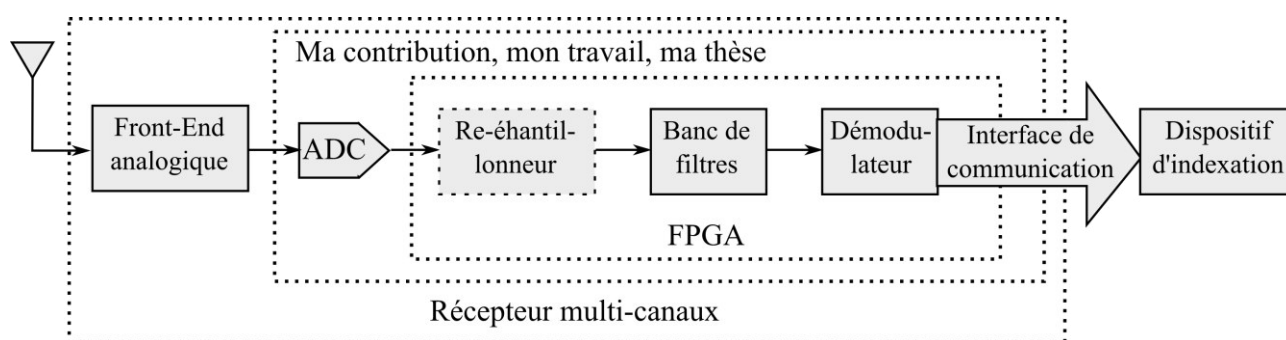 Ma contribution, mon travail, ma thèse
Front-End
analogique
ADC
Re-éhantil-
lonneur
Banc de
filtres
Démodu-
lateur
Interface de
communication
Dispositif
d'indexation
FPGA
Récepteur multi-canaux